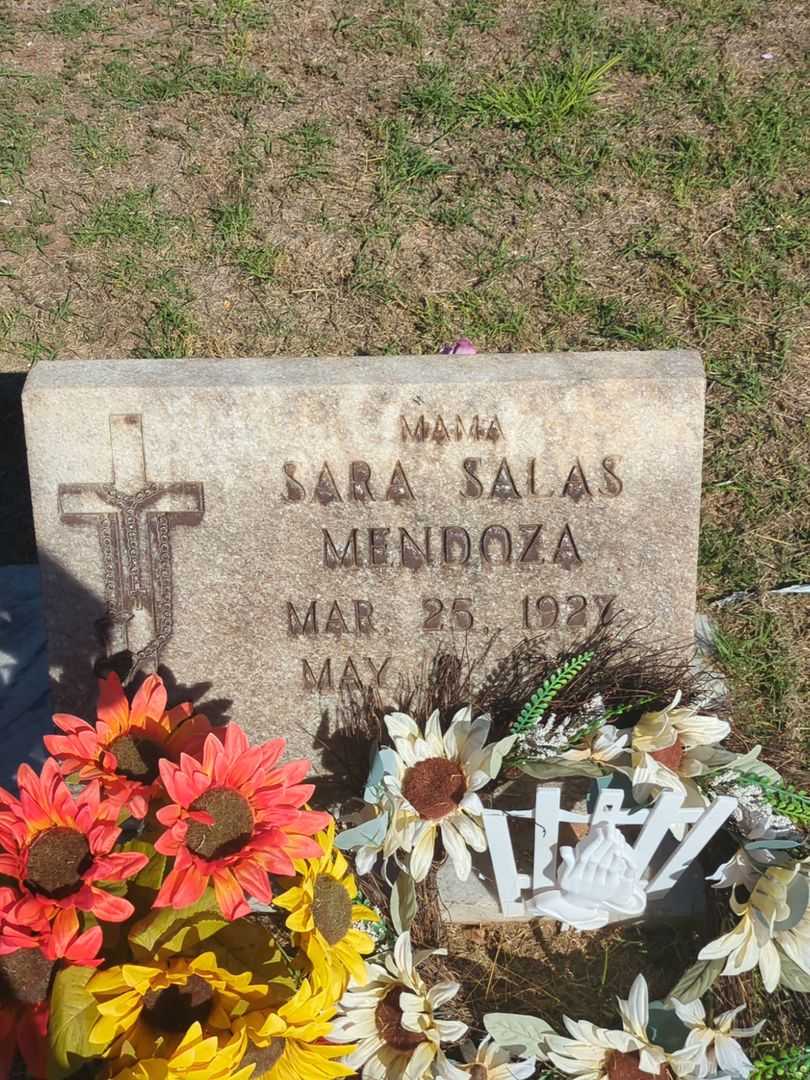 MAMA
SARA SALAS
MENDOZA
MAR. 25, 1927
MAY